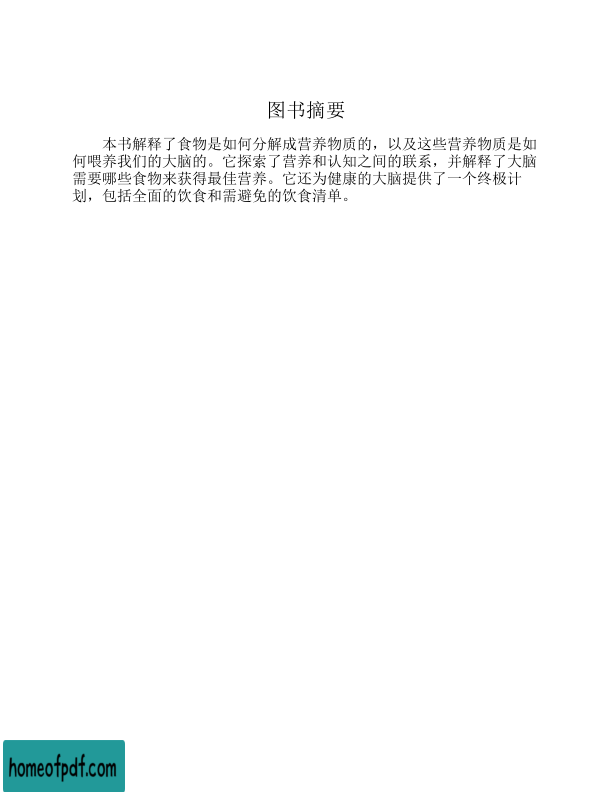 图书摘要
本书解释了食物是如何分解成营养物质的，以及这些营养物质是如
何喂养我们的大脑的。它探索了营养和认知之间的联系，并解释了大脑
需要哪些食物来获得最佳营养。它还为健康的大脑提供了一个终极计
划，包括全面的饮食和需避免的饮食清单。
homeofpdf.com